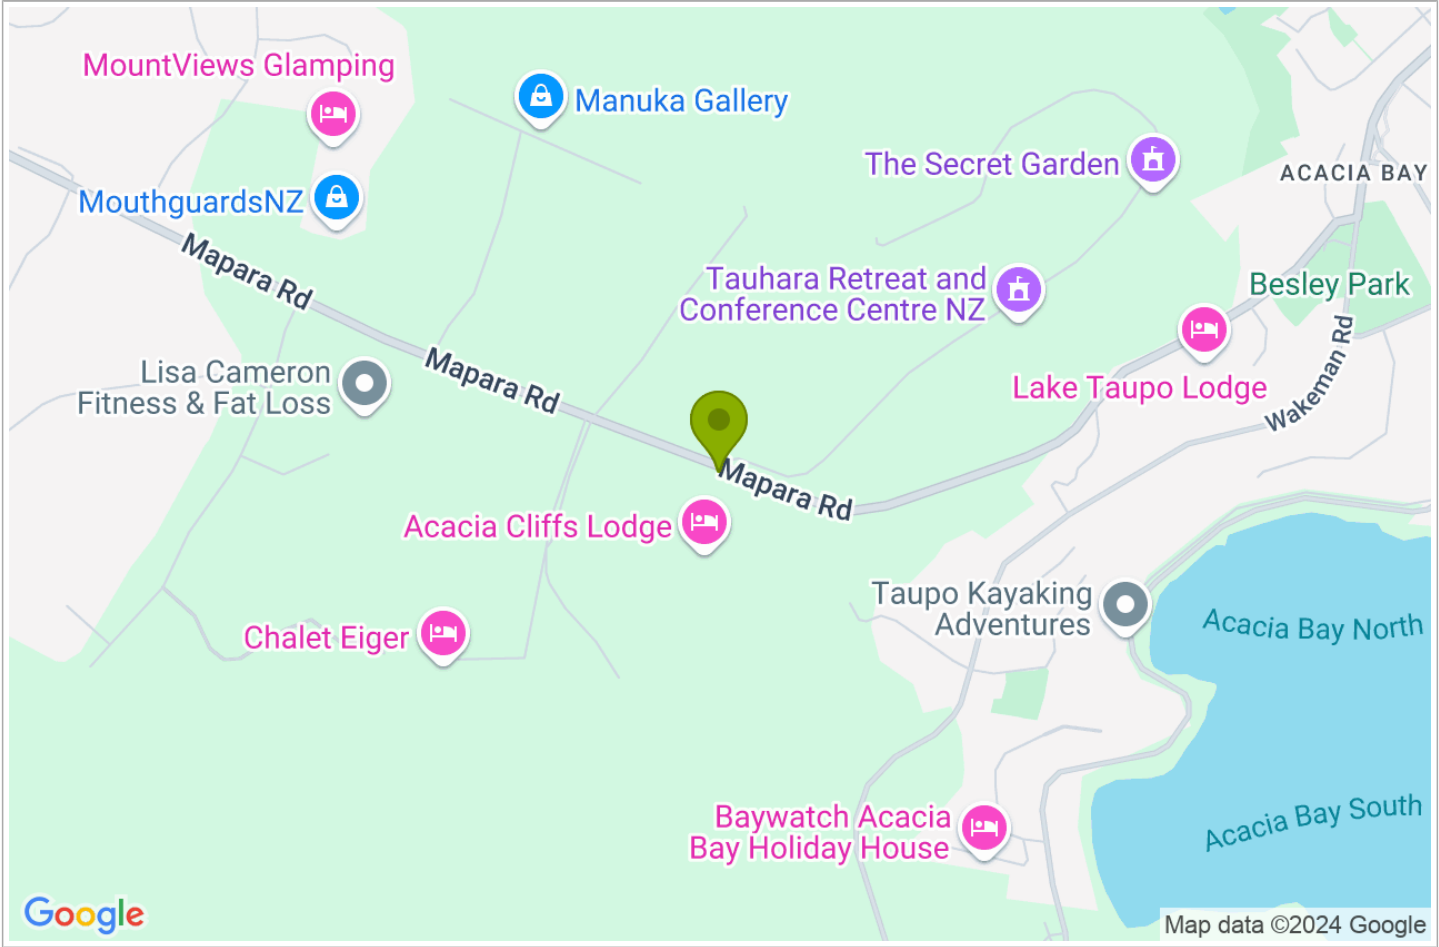 MountViews Glamping
Manuka Gallery
The Secret Garden
ACACIA BAY
MouthguardsNZ
Mapara Rd
Tauhara Retreat and
Conference Centre NZ
Besley Park
Lisa Cameron
Fitness & Fat Loss
Mapara Rd
Lake Taupo Lodge
Wakeman Rd
Mapara Rd
Acacia Cliffs Lodge
Taupo Kayaking
Adventures
Acacia Bay North
Chalet Eiger
Baywatch Acacia
Bay Holiday House
Acacia Bay South
Google
Map data ©2024 Google